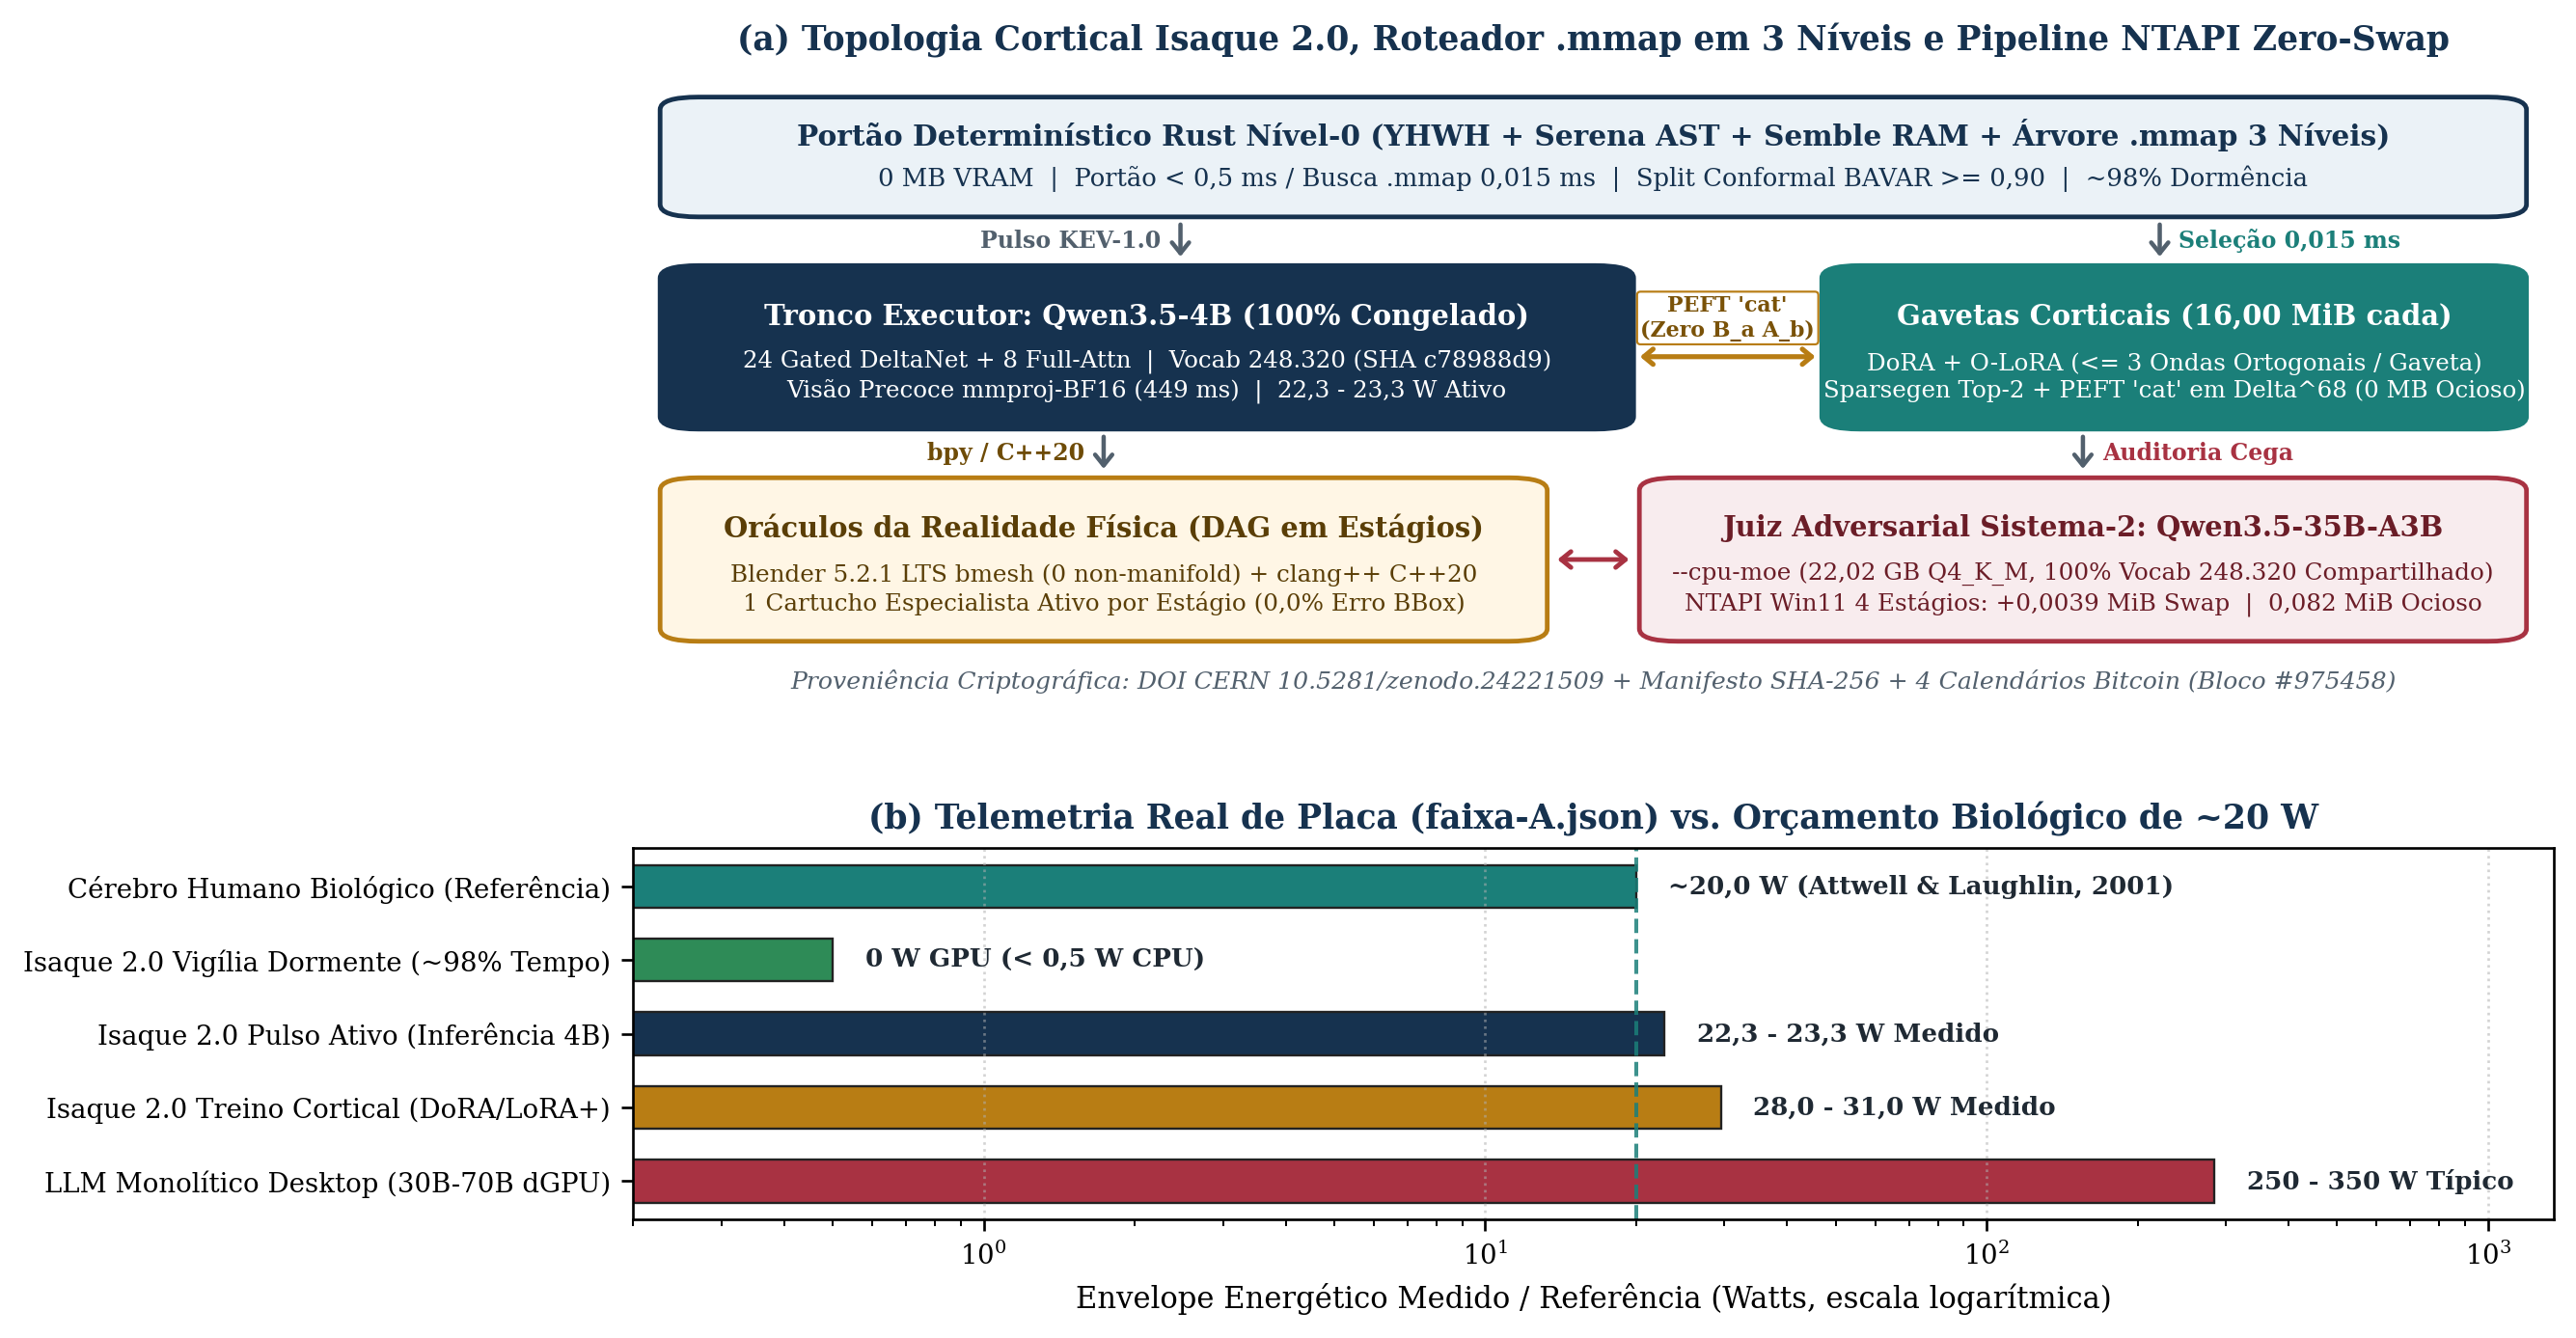 (a) Topologia Cortical Isaque 2.0, Roteador .mmap em 3 Níveis e Pipeline NTAPI Zero-Swap
Portão Determinístico Rust Nível-0 (YHWH + Serena AST + Semble RAM + Árvore .mmap 3 Níveis)
0 MB VRAM | Portão < 0,5 ms / Busca .mmap 0,015 ms | Split Conformal BAVAR >= 0,90 | ~98% Dormência
Pulso KEV-1.0
Seleção 0,015 ms
Tronco Executor: Qwen3.5-4B (100% Congelado)
24 Gated DeltaNet + 8 Full-Attn | Vocab 248.320 (SHA c78988d9)
Visão Precoce mmproj-BF16 (449 ms) | 22,3 - 23,3 W Ativo
PEFT 'cat'
(Zero B_a A_b)
Gavetas Corticais (16,00 MiB cada)
DoRA + O-LoRA (<= 3 Ondas Ortogonais / Gaveta)
Sparsegen Top-2 + PEFT 'cat' em Delta^68 (0 MB Ocioso)
bpy / C++20
Auditoria Cega
Oráculos da Realidade Física (DAG em Estágios)
Blender 5.2.1 LTS bmesh (0 non-manifold) + clang++ C++20
1 Cartucho Especialista Ativo por Estágio (0,0% Erro BBox)
Juiz Adversarial Sistema-2: Qwen3.5-35B-A3B
--cpu-moe (22,02 GB Q4_K_M, 100% Vocab 248.320 Compartilhado)
NTAPI Win11 4 Estágios: +0,0039 MiB Swap | 0,082 MiB Ocioso
Proveniência Criptográfica: DOI CERN 10.5281/zenodo.24221509 + Manifesto SHA-256 + 4 Calendários Bitcoin (Bloco #975458)
(b) Telemetria Real de Placa (faixa-A.json) vs. Orçamento Biológico de ~20 W
Cérebro Humano Biológico (Referência)
~20,0 W (Attwell & Laughlin, 2001)
Isaque 2.0 Vigília Dormente (~98% Tempo)
0 W GPU (< 0,5 W CPU)
Isaque 2.0 Pulso Ativo (Inferência 4B)
22,3 - 23,3 W Medido
Isaque 2.0 Treino Cortical (DoRA/LoRA+)
28,0 - 31,0 W Medido
LLM Monolítico Desktop (30B-70B dGPU)
250 - 350 W Típico
10⁰ 10¹ 10² 10³
Envelope Energético Medido / Referência (Watts, escala logarítmica)